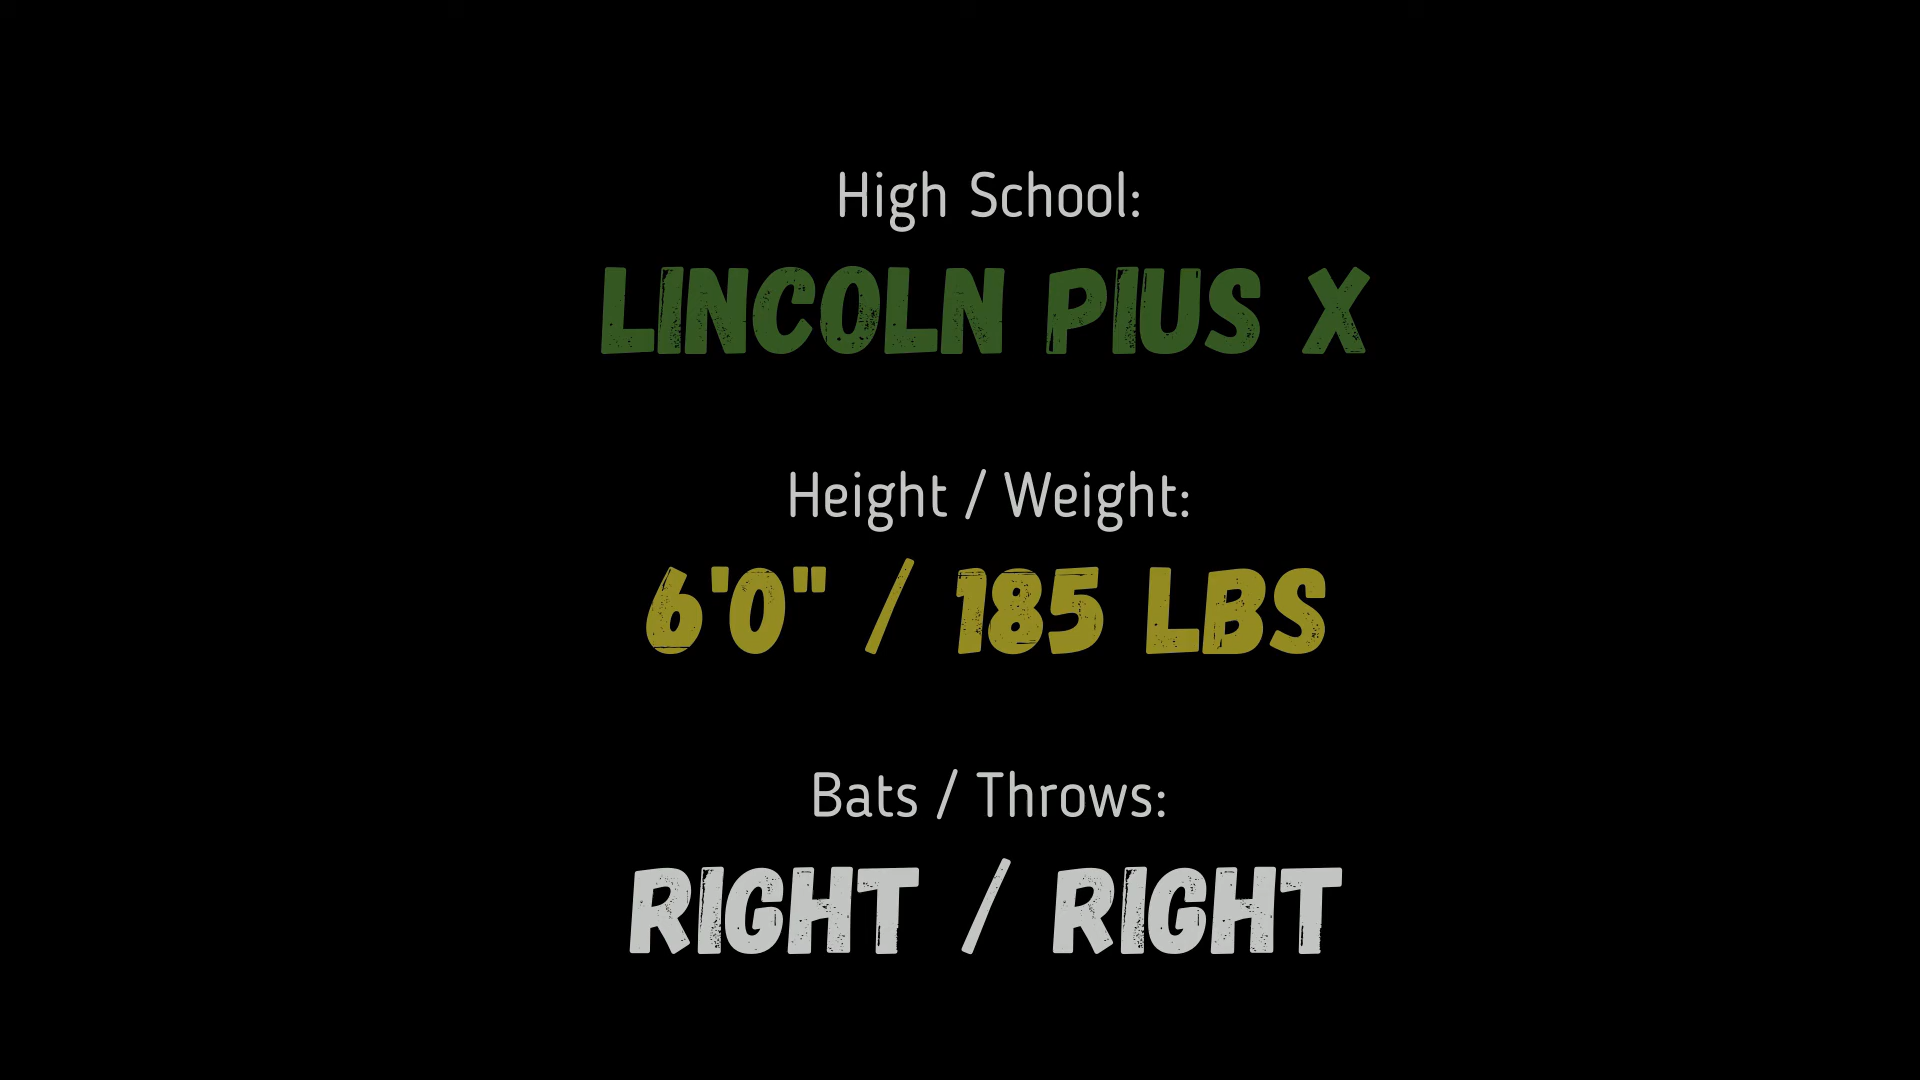 High School:
LINCOLN PIUS X
Height / Weight:
6'0" / 185 LBS
Bats / Throws:
RIGHT / RIGHT